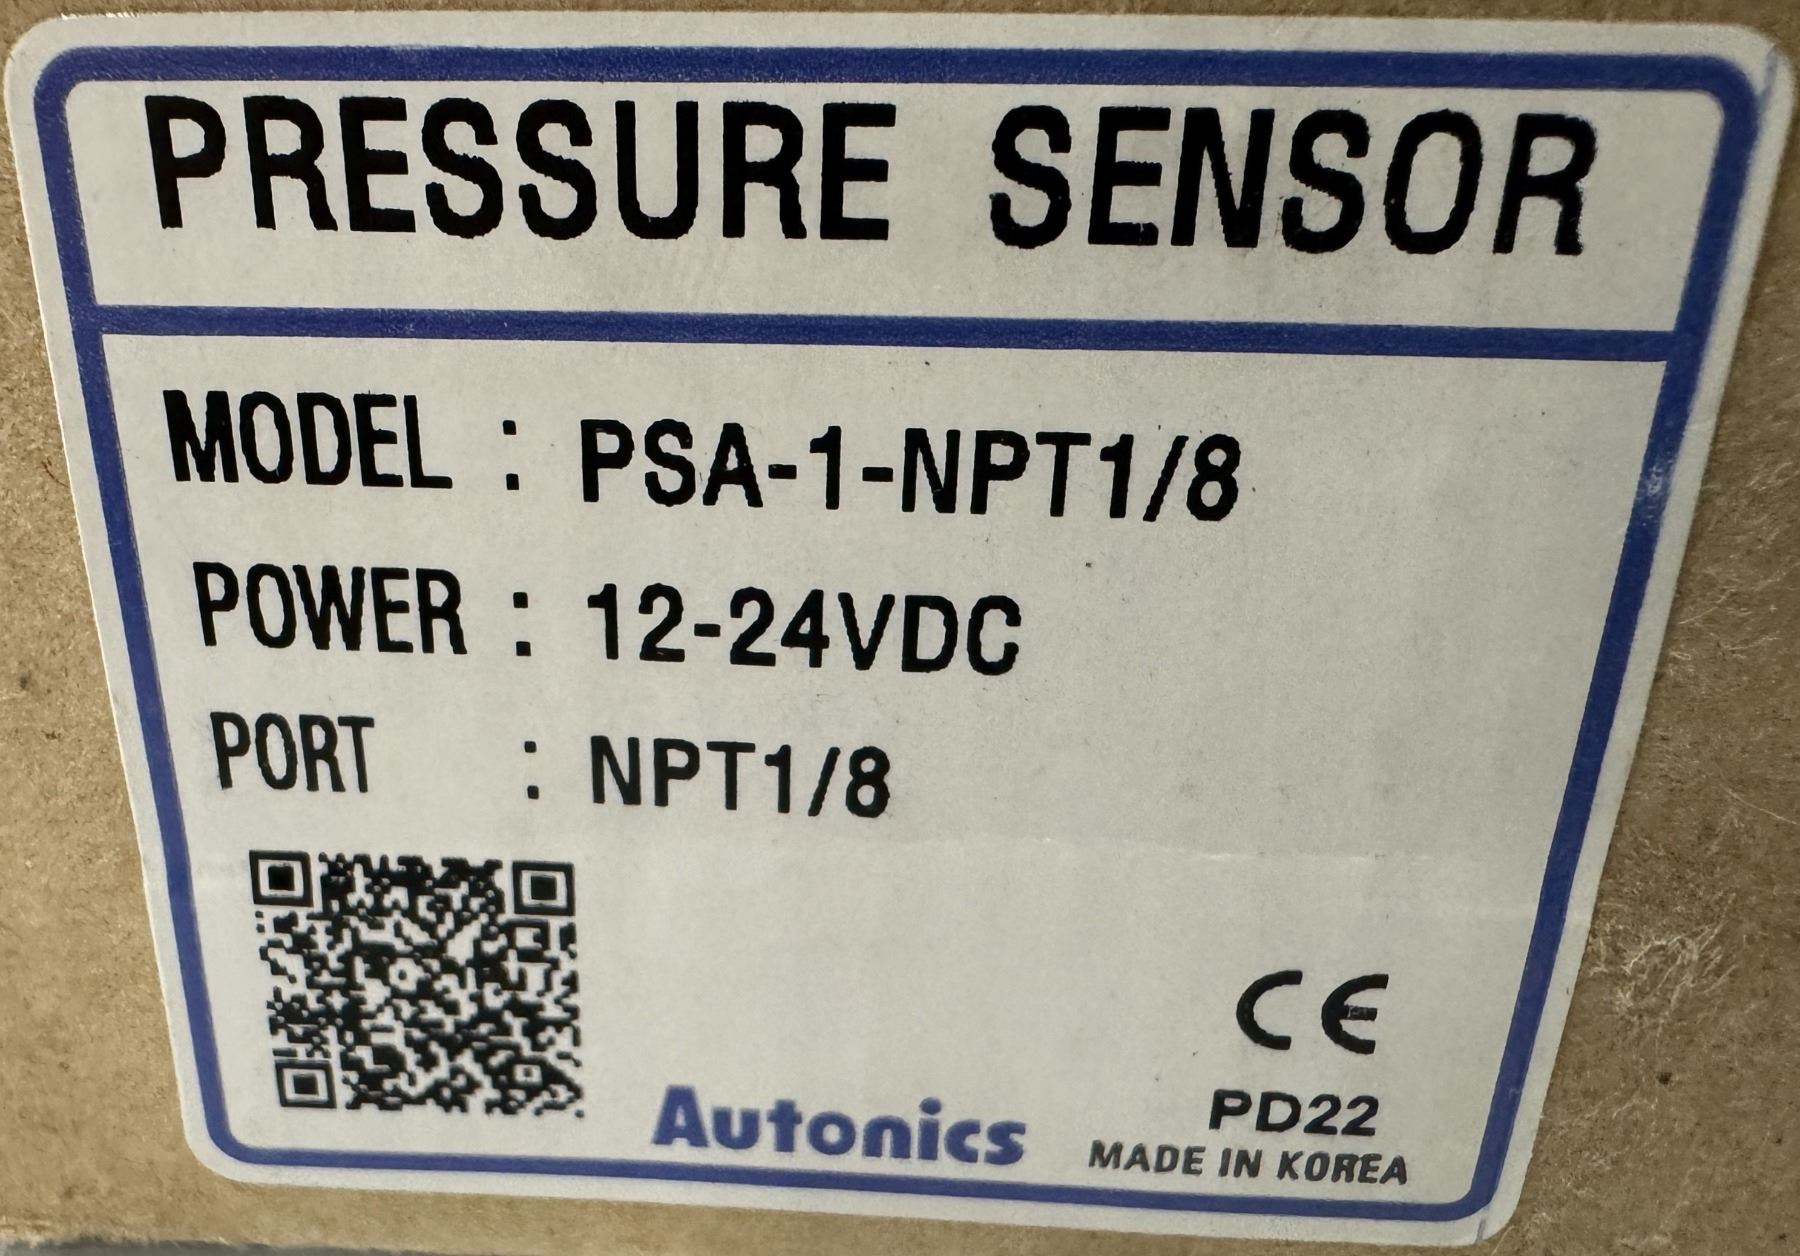 PRESSURE SENSOR
MODEL : PSA-1-NPT1/8
POWER : 12-24VDC
PORT : NPT1/8
CE
PD22
Autonics
MADE IN KOREA